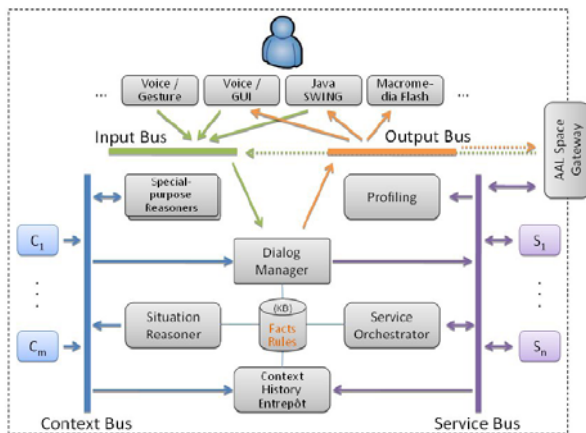 ...
Voice /
Gesture
Voice /
GUI
Java
SWING
Macrome-
dia Flash
...
Input Bus
Output Bus
AAL Space
Gateway
Special-
purpose
Reasoners
Profiling
C1
S1
Dialog
Manager
Situation
Reasoner
(KB)
Facts
Rules
Service
Orchestrator
Cm
Sn
Context
History
Entrepôt
Context Bus
Service Bus